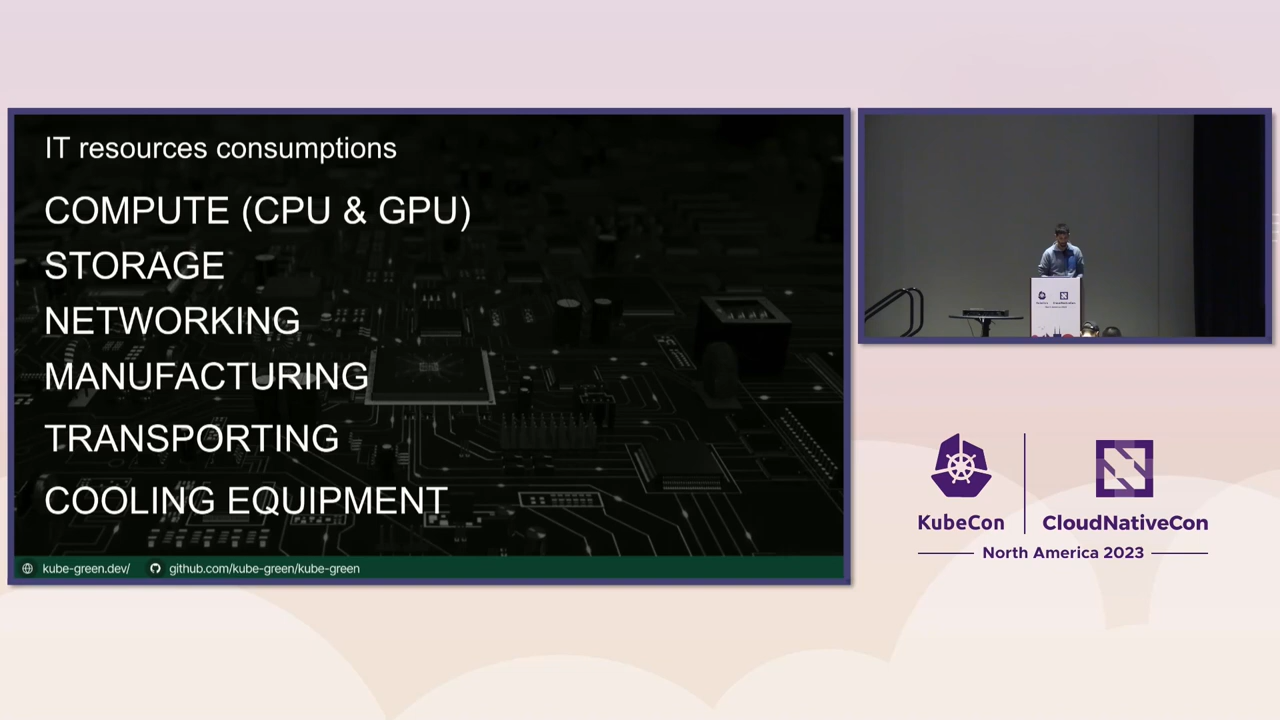 IT resources consumptions
COMPUTE (CPU & GPU)
STORAGE
NETWORKING
MANUFACTURING
TRANSPORTING
COOLING EQUIPMENT
kube-green.dev/
github.com/kube-green/kube-green
KubeCon
CloudNativeCon
North America 2023